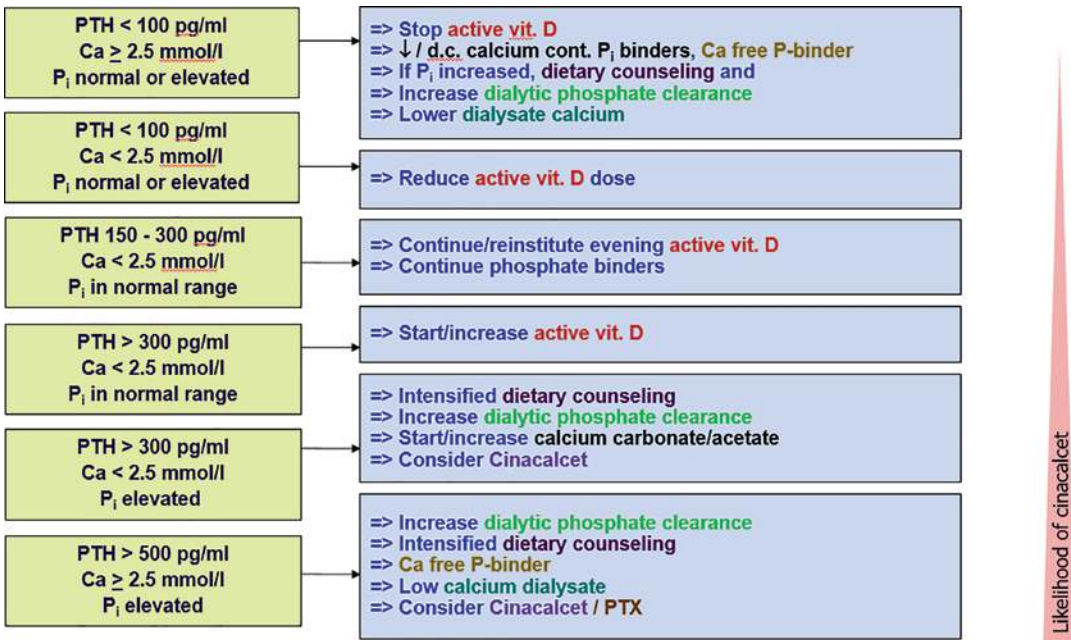 PTH < 100 pg/ml
Ca ≥ 2.5 mmol/l
Pi normal or elevated
=> Stop active vit. D
=> ↓ / d.c. calcium cont. Pi binders, Ca free P-binder
=> If Pi increased, dietary counseling and
=> Increase dialytic phosphate clearance
=> Lower dialysate calcium
PTH < 100 pg/ml
Ca < 2.5 mmol/l
Pi normal or elevated
=> Reduce active vit. D dose
PTH 150 - 300 pg/ml
Ca < 2.5 mmol/l
Pi in normal range
=> Continue/reinstitute evening active vit. D
=> Continue phosphate binders
PTH > 300 pg/ml
Ca < 2.5 mmol/l
Pi in normal range
=> Start/increase active vit. D
PTH > 300 pg/ml
Ca < 2.5 mmol/l
Pi elevated
=> Intensified dietary counseling
=> Increase dialytic phosphate clearance
=> Start/increase calcium carbonate/acetate
=> Consider Cinacalcet
PTH > 500 pg/ml
Ca ≥ 2.5 mmol/l
Pi elevated
=> Increase dialytic phosphate clearance
=> Intensified dietary counseling
=> Ca free P-binder
=> Low calcium dialysate
=> Consider Cinacalcet / PTX
Likelihood of cinacalcet